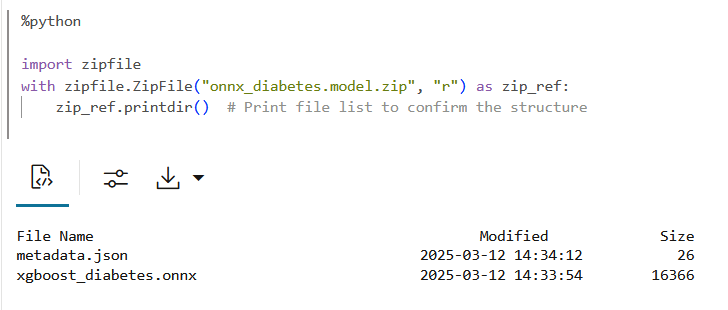 %python
import zipfile
with zipfile.ZipFile("onnx_diabetes.model.zip", "r") as zip_ref:
    zip_ref.printdir()  # Print file list to confirm the structure
File Name                                             Modified             Size
metadata.json                                  2025-03-12 14:34:12           26
xgboost_diabetes.onnx                          2025-03-12 14:33:54        16366